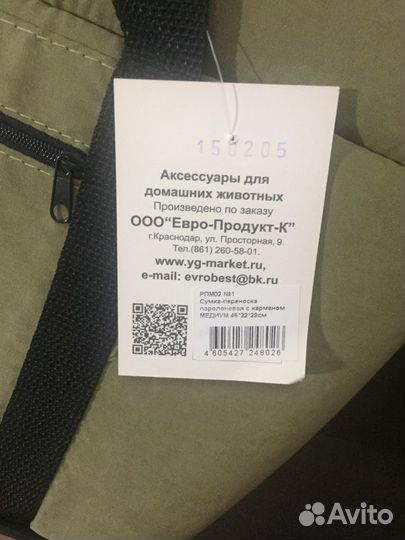 150205
Аксессуары для
домашних животных
Произведено по заказу
ООО"Евро-Продукт-К"
г.Краснодар, ул. Просторная, 9.
Тел.(861) 260-58-01.
www.yg-market.ru,
e-mail: evrobest@bk.ru
РПМ02 №1
Сумка-переноска
поролоновая с карманом
МЕДИУМ 46*22*29см
4 605427 248026
Avito